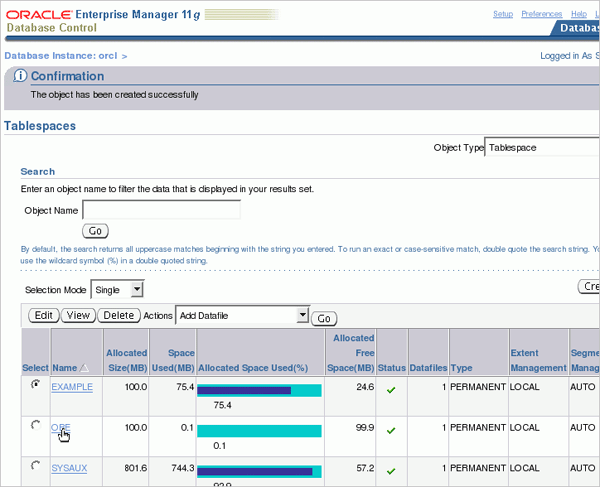 ORACLE Enterprise Manager 11g
Database Control
Setup Preferences Help L
Databas
Database Instance: orcl >
Logged in As S
Confirmation
The object has been created successfully
Tablespaces
Object Type Tablespace
Search
Enter an object name to filter the data that is displayed in your results set.
Object Name
Go
By default, the search returns all uppercase matches beginning with the string you entered. To run an exact or case-sensitive match, double quote the search string. Yo
use the wildcard symbol (%) in a double quoted string.
Selection Mode Single
Cre
Edit View Delete Actions Add Datafile Go
Select Name Allocated Size(MB) Space Used(MB) Allocated Space Used(%) Allocated Free Space(MB) Status Datafiles Type Extent Management Segme Manag
EXAMPLE 100.0 75.4 24.6 1 PERMANENT LOCAL AUTO
75.4
100.0 0.1 99.9 1 PERMANENT LOCAL AUTO
0.1
SYSAUX 801.6 744.3 57.2 1 PERMANENT LOCAL AUTO